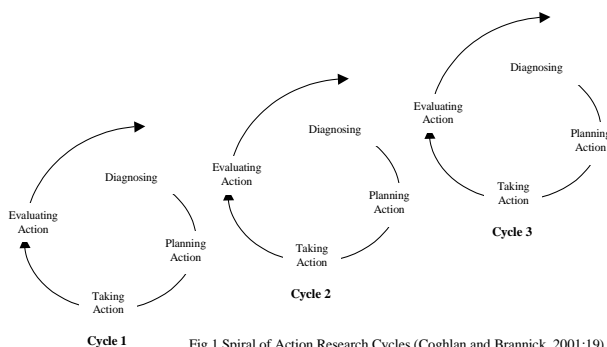 Diagnosing
Evaluating
Action
Planning
Action
Taking
Action
Cycle 1
Diagnosing
Evaluating
Action
Planning
Action
Taking
Action
Cycle 2
Diagnosing
Evaluating
Action
Planning
Action
Taking
Action
Cycle 3
Fig 1 Spiral of Action Research Cycles (Coghlan and Brannick, 2001:19)